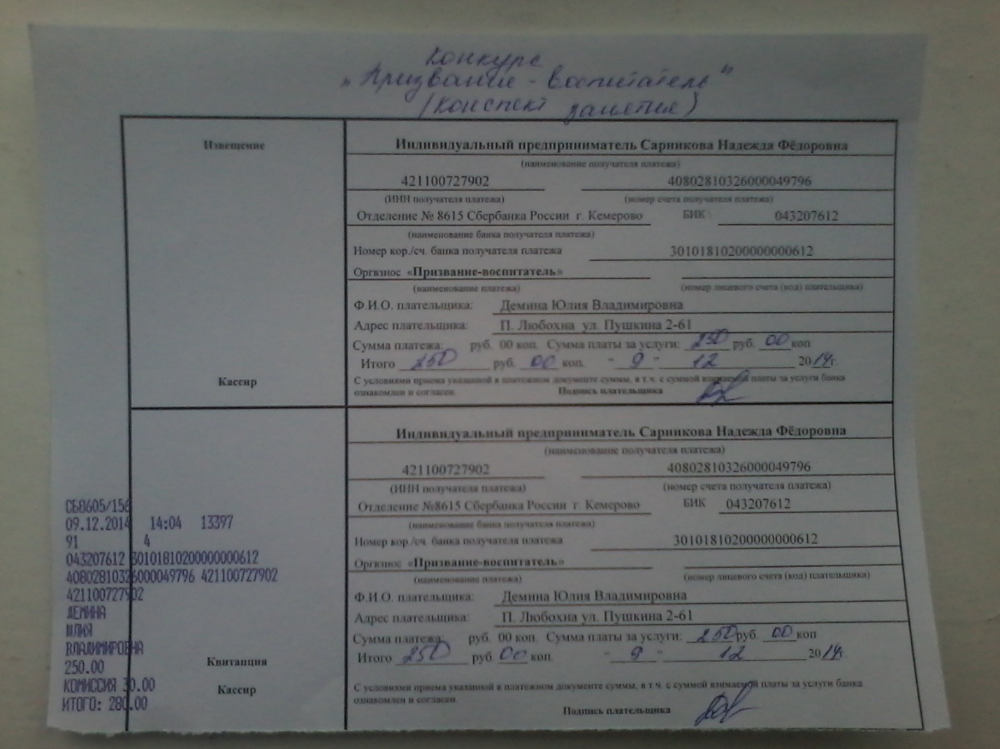 Конкурс
"Призвание - воспитатель"
(конспект занятия)
Извещение
Кассир
Индивидуальный предприниматель Сарникова Надежда Фёдоровна
(наименование получателя платежа)
421100727902 40802810326000049796
(ИНН получателя платежа) (номер счета получателя платежа)
Отделение № 8615 Сбербанка России г. Кемерово БИК 043207612
(наименование банка получателя платежа)
Номер кор./сч. банка получателя платежа 30101810200000000612
Оргвзнос «Призвание-воспитатель»
(наименование платежа) (номер лицевого счета (код) плательщика)
Ф.И.О. плательщика: Демина Юлия Владимировна
Адрес плательщика: П. Любохна ул. Пушкина 2-61
Сумма платежа: руб. 00 коп. Сумма платы за услуги: 250 руб. 00 коп
Итого 250 руб. 00 коп. " 9 " 12 2014г.
С условиями приема указанной в платежном документе суммы, в т.ч. с суммой взимаемой платы за услуги банка
ознакомлен и согласен. Подпись плательщика
СБ8605/156
09.12.2014 14:04 13397
91 4
043207612 30101810200000000612
40802810326000049796 421100727902
421100727902
ДЕМИНА
ЮЛИЯ
ВЛАДИМИРОВНА
250.00
КОМИССИЯ 30.00
ИТОГО: 280.00
Квитанция
Кассир
Индивидуальный предприниматель Сарникова Надежда Фёдоровна
(наименование получателя платежа)
421100727902 40802810326000049796
(ИНН получателя платежа) (номер счета получателя платежа)
Отделение №8615 Сбербанка России г. Кемерово БИК 043207612
(наименование банка получателя платежа)
Номер кор./сч. банка получателя платежа 30101810200000000612
Оргвзнос «Призвание-воспитатель»
(наименование платежа) (номер лицевого счета (код) плательщика)
Ф.И.О. плательщика: Демина Юлия Владимировна
Адрес плательщика: П. Любохна ул. Пушкина 2-61
Сумма платежа: руб. 00 коп. Сумма платы за услуги: 250 руб. 00 коп
Итого 250 руб 00 коп. " 9 " 12 2014г.
С условиями приема указанной в платежном документе суммы, в т.ч. с суммой взимаемой платы за услуги банка
ознакомлен и согласен. Подпись плательщика